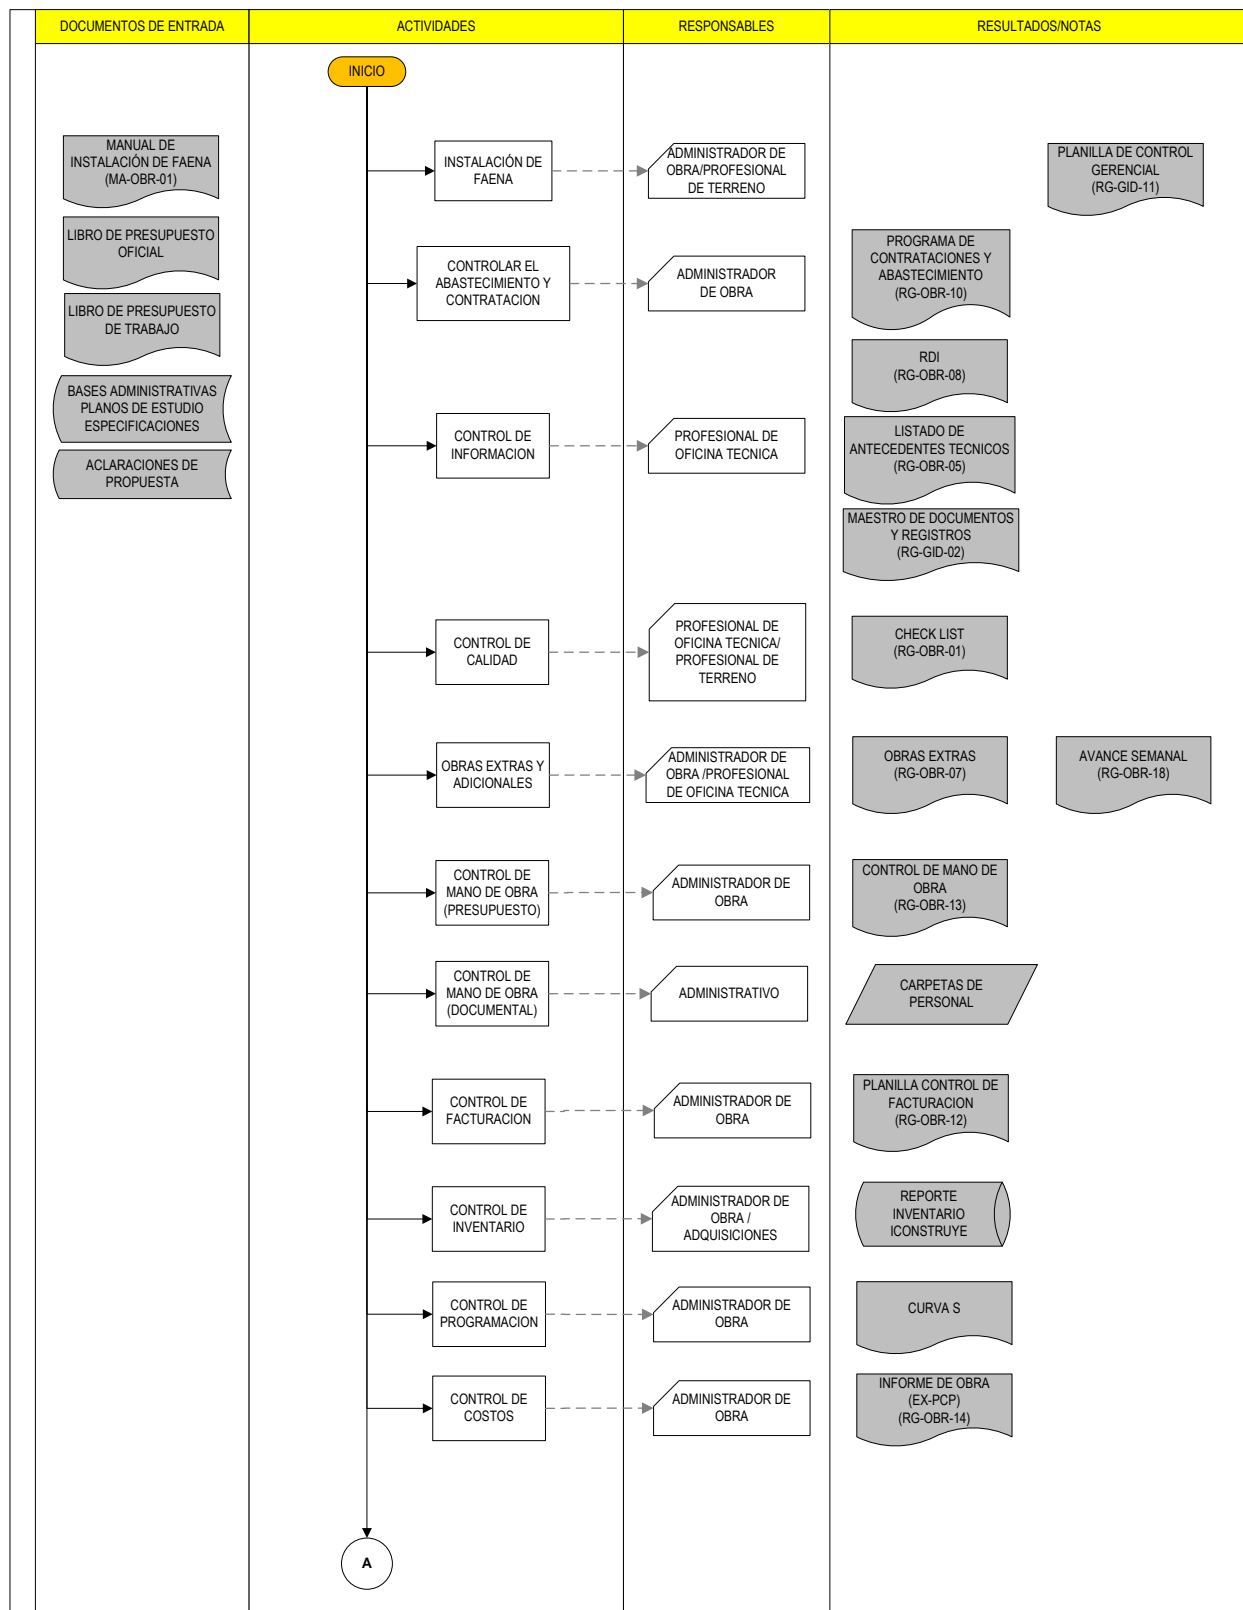 DOCUMENTOS DE ENTRADA
ACTIVIDADES
RESPONSABLES
RESULTADOS/NOTAS
INICIO
MANUAL DE
INSTALACIÓN DE FAENA
(MA-OBR-01)
INSTALACIÓN DE
FAENA
ADMINISTRADOR DE
OBRA/PROFESIONAL
DE TERRENO
PLANILLA DE CONTROL
GERENCIAL
(RG-GID-11)
LIBRO DE PRESUPUESTO
OFICIAL
CONTROLAR EL
ABASTECIMIENTO Y
CONTRATACION
ADMINISTRADOR
DE OBRA
PROGRAMA DE
CONTRATACIONES Y
ABASTECIMIENTO
(RG-OBR-10)
LIBRO DE PRESUPUESTO
DE TRABAJO
RDI
(RG-OBR-08)
BASES ADMINISTRATIVAS
PLANOS DE ESTUDIO
ESPECIFICACIONES
CONTROL DE
INFORMACION
PROFESIONAL DE
OFICINA TECNICA
LISTADO DE
ANTECEDENTES TECNICOS
(RG-OBR-05)
ACLARACIONES DE
PROPUESTA
MAESTRO DE DOCUMENTOS
Y REGISTROS
(RG-GID-02)
CONTROL DE
CALIDAD
PROFESIONAL DE
OFICINA TECNICA/
PROFESIONAL DE
TERRENO
CHECK LIST
(RG-OBR-01)
OBRAS EXTRAS Y
ADICIONALES
ADMINISTRADOR DE
OBRA /PROFESIONAL
DE OFICINA TECNICA
OBRAS EXTRAS
(RG-OBR-07)
AVANCE SEMANAL
(RG-OBR-18)
CONTROL DE
MANO DE OBRA
(PRESUPUESTO)
ADMINISTRADOR DE
OBRA
CONTROL DE MANO DE
OBRA
(RG-OBR-13)
CONTROL DE
MANO DE OBRA
(DOCUMENTAL)
ADMINISTRATIVO
CARPETAS DE
PERSONAL
CONTROL DE
FACTURACION
ADMINISTRADOR DE
OBRA
PLANILLA CONTROL DE
FACTURACION
(RG-OBR-12)
CONTROL DE
INVENTARIO
ADMINISTRADOR DE
OBRA /
ADQUISICIONES
REPORTE
INVENTARIO
ICONSTRUYE
CONTROL DE
PROGRAMACION
ADMINISTRADOR DE
OBRA
CURVA S
CONTROL DE
COSTOS
ADMINISTRADOR DE
OBRA
INFORME DE OBRA
(EX-PCP)
(RG-OBR-14)
A